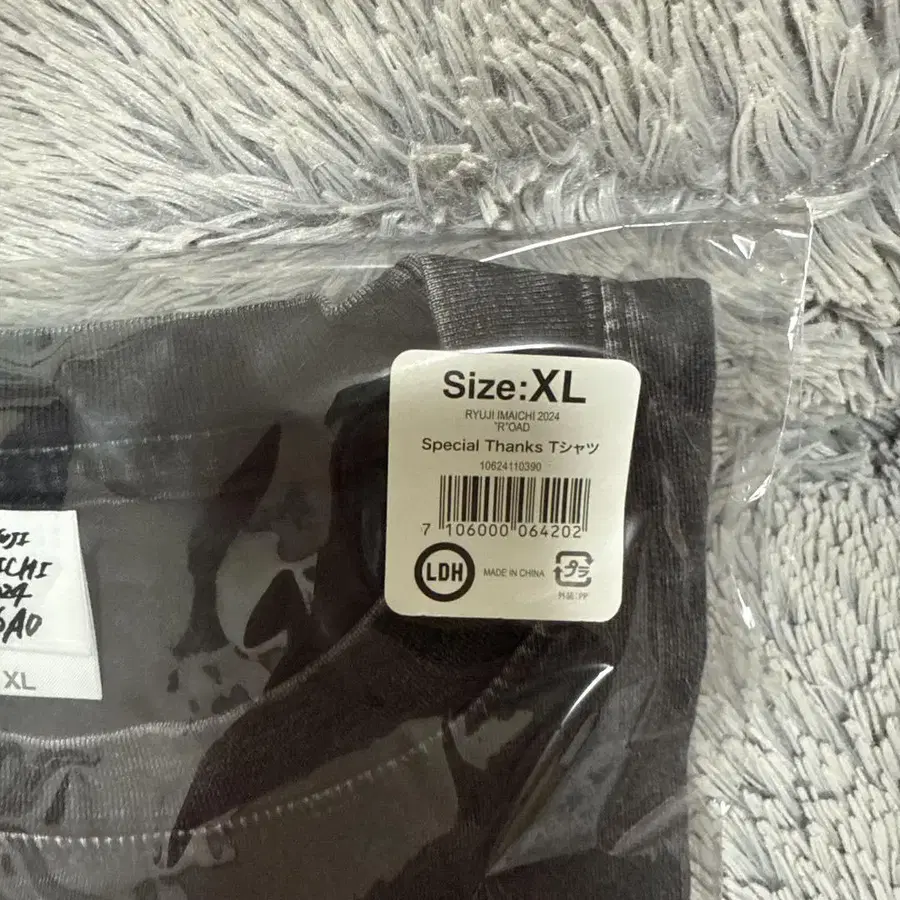 Size:XL
RYUJI IMAICHI 2024
"R"OAD
Special Thanks Tシャツ
10624110390
7 106000 064202
LDH
MADE IN CHINA
プラ
外装:PP
XL